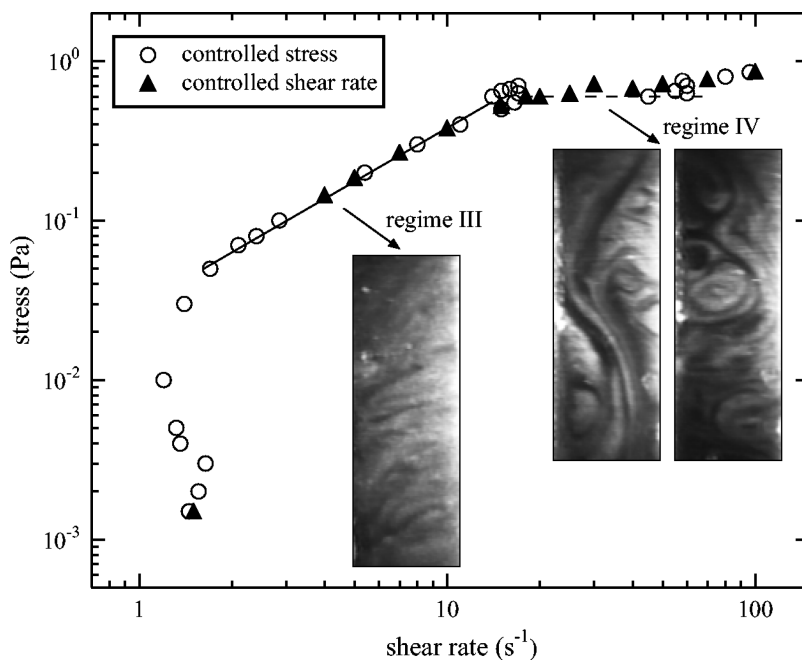 controlled stress
controlled shear rate
10⁰
10⁻¹
10⁻²
10⁻³
stress (Pa)
regime III
regime IV
1
10
100
shear rate (s⁻¹)